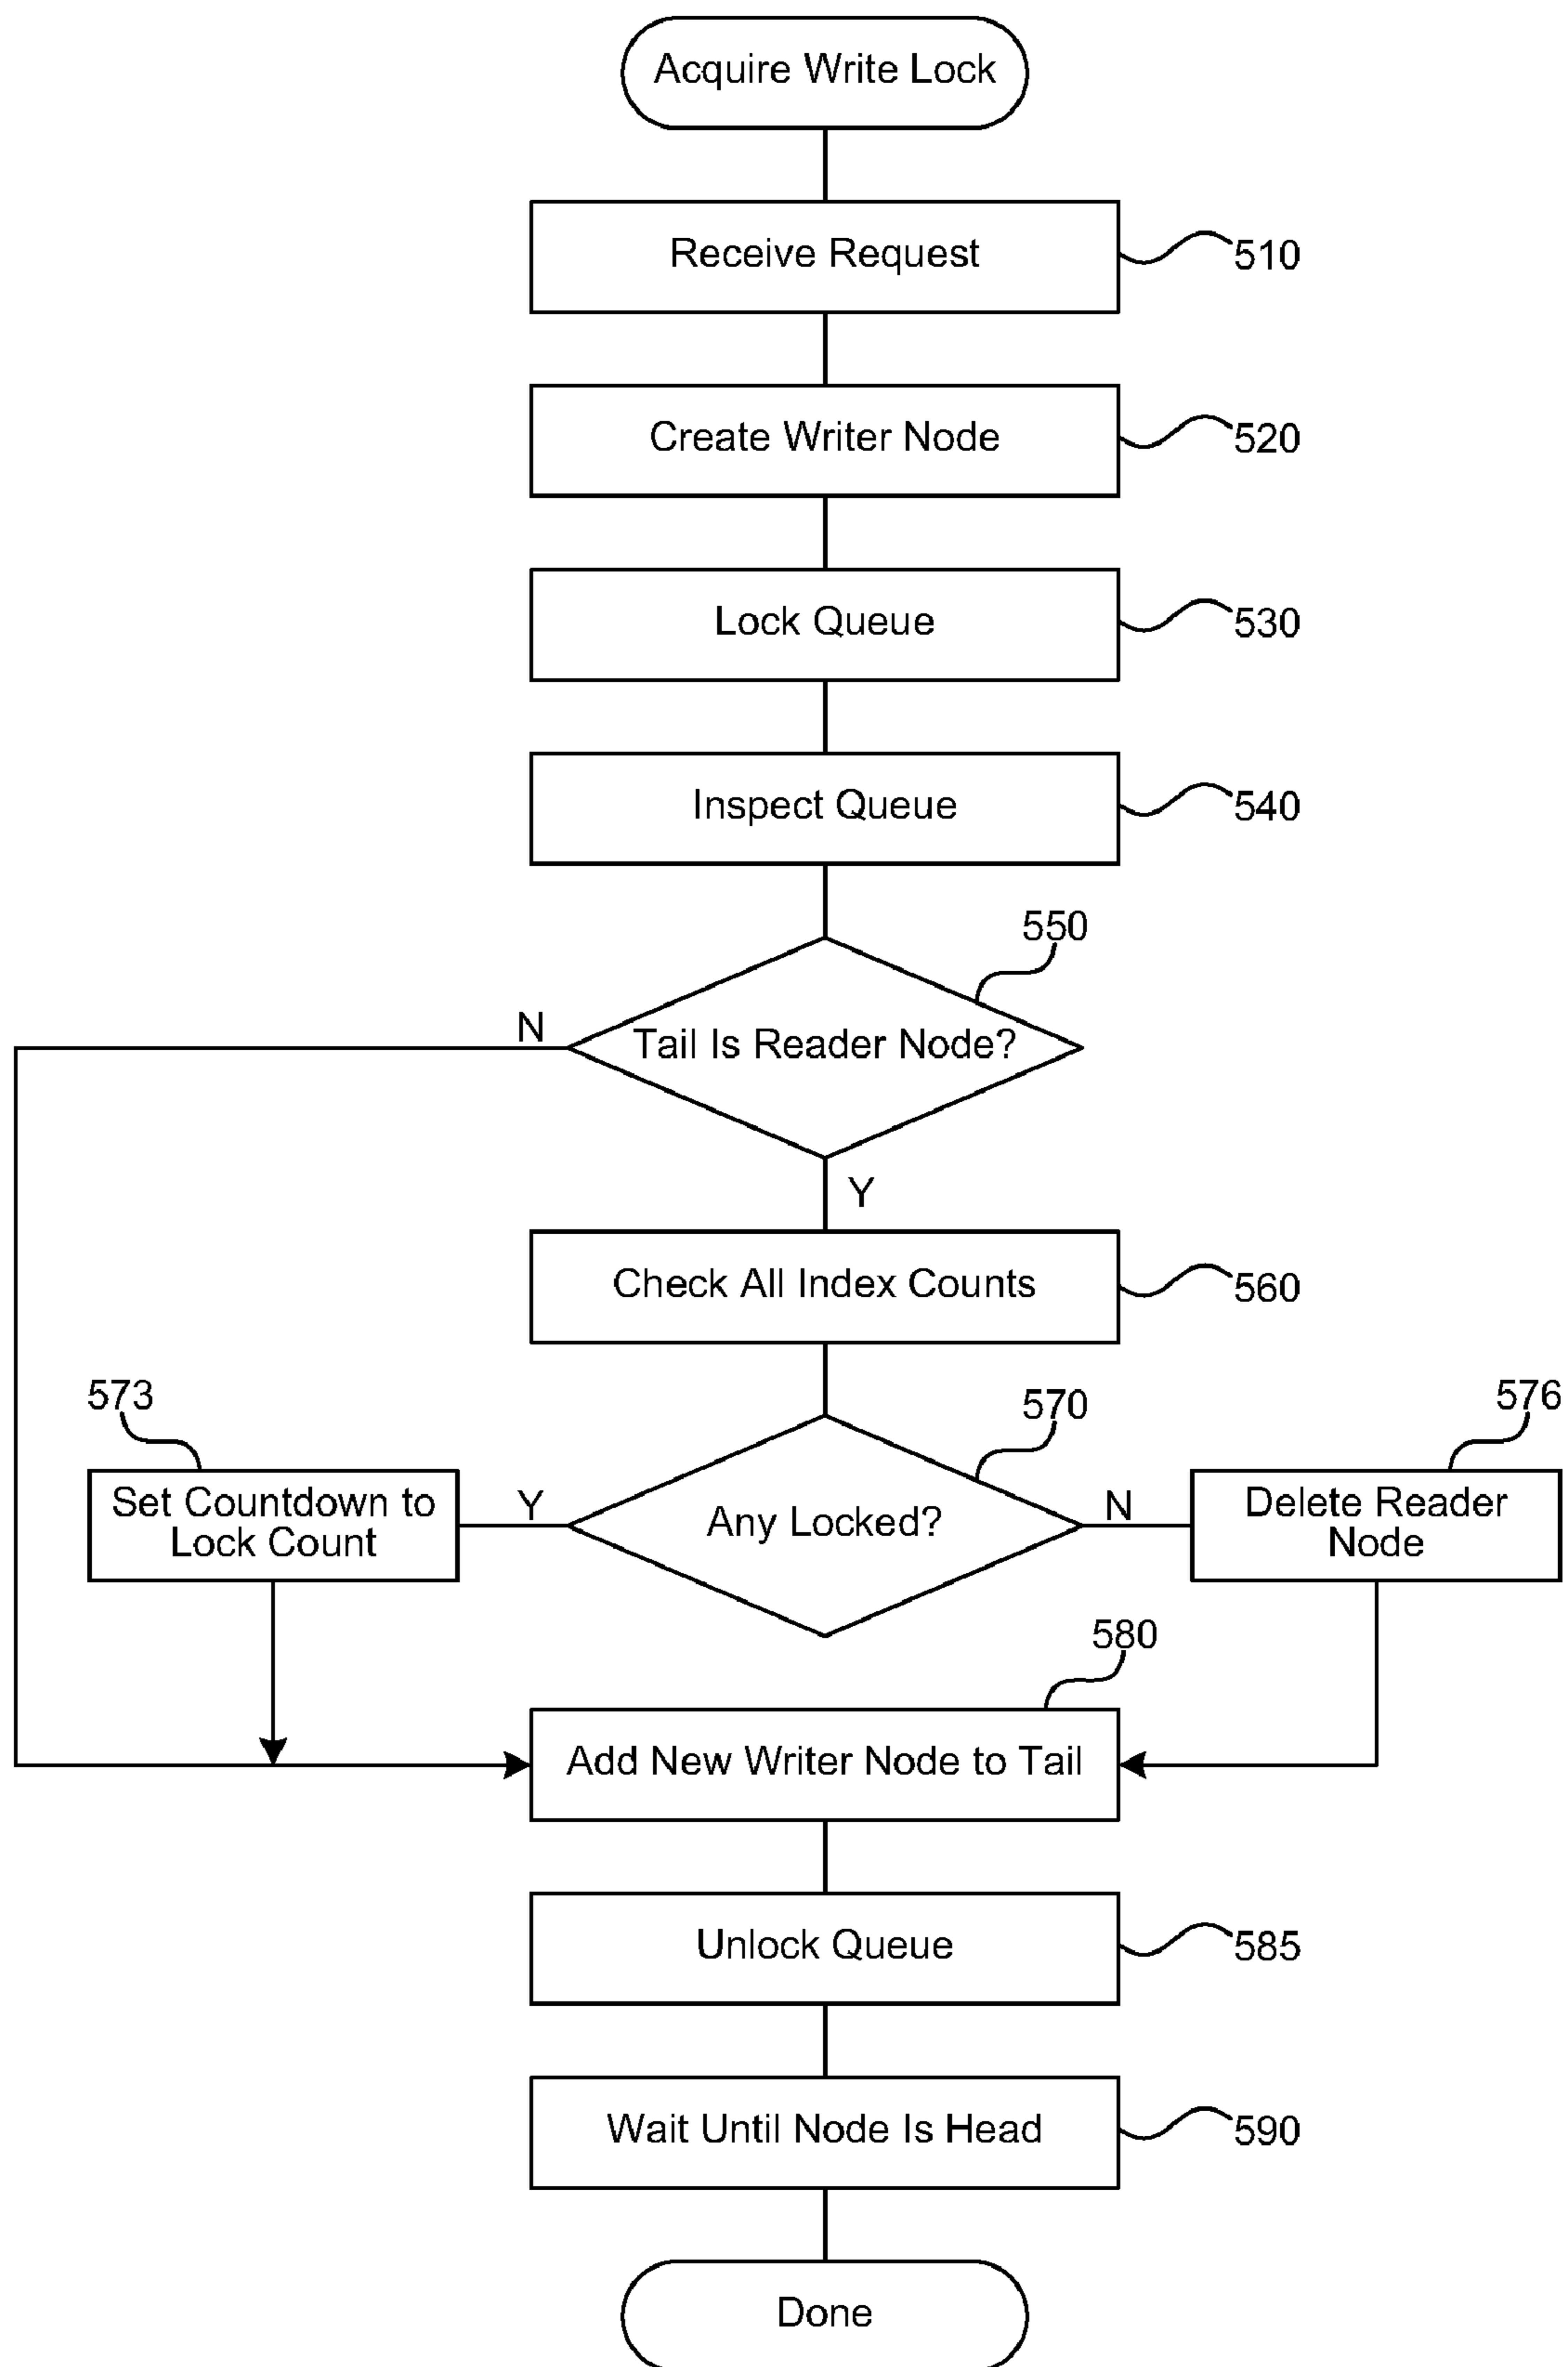 Acquire Write Lock
Receive Request
510
Create Writer Node
520
Lock Queue
530
Inspect Queue
540
550
N
Tail Is Reader Node?
Y
Check All Index Counts
560
573
570
576
Set Countdown to
Lock Count
Y
Any Locked?
N
Delete Reader
Node
580
Add New Writer Node to Tail
Unlock Queue
585
Wait Until Node Is Head
590
Done